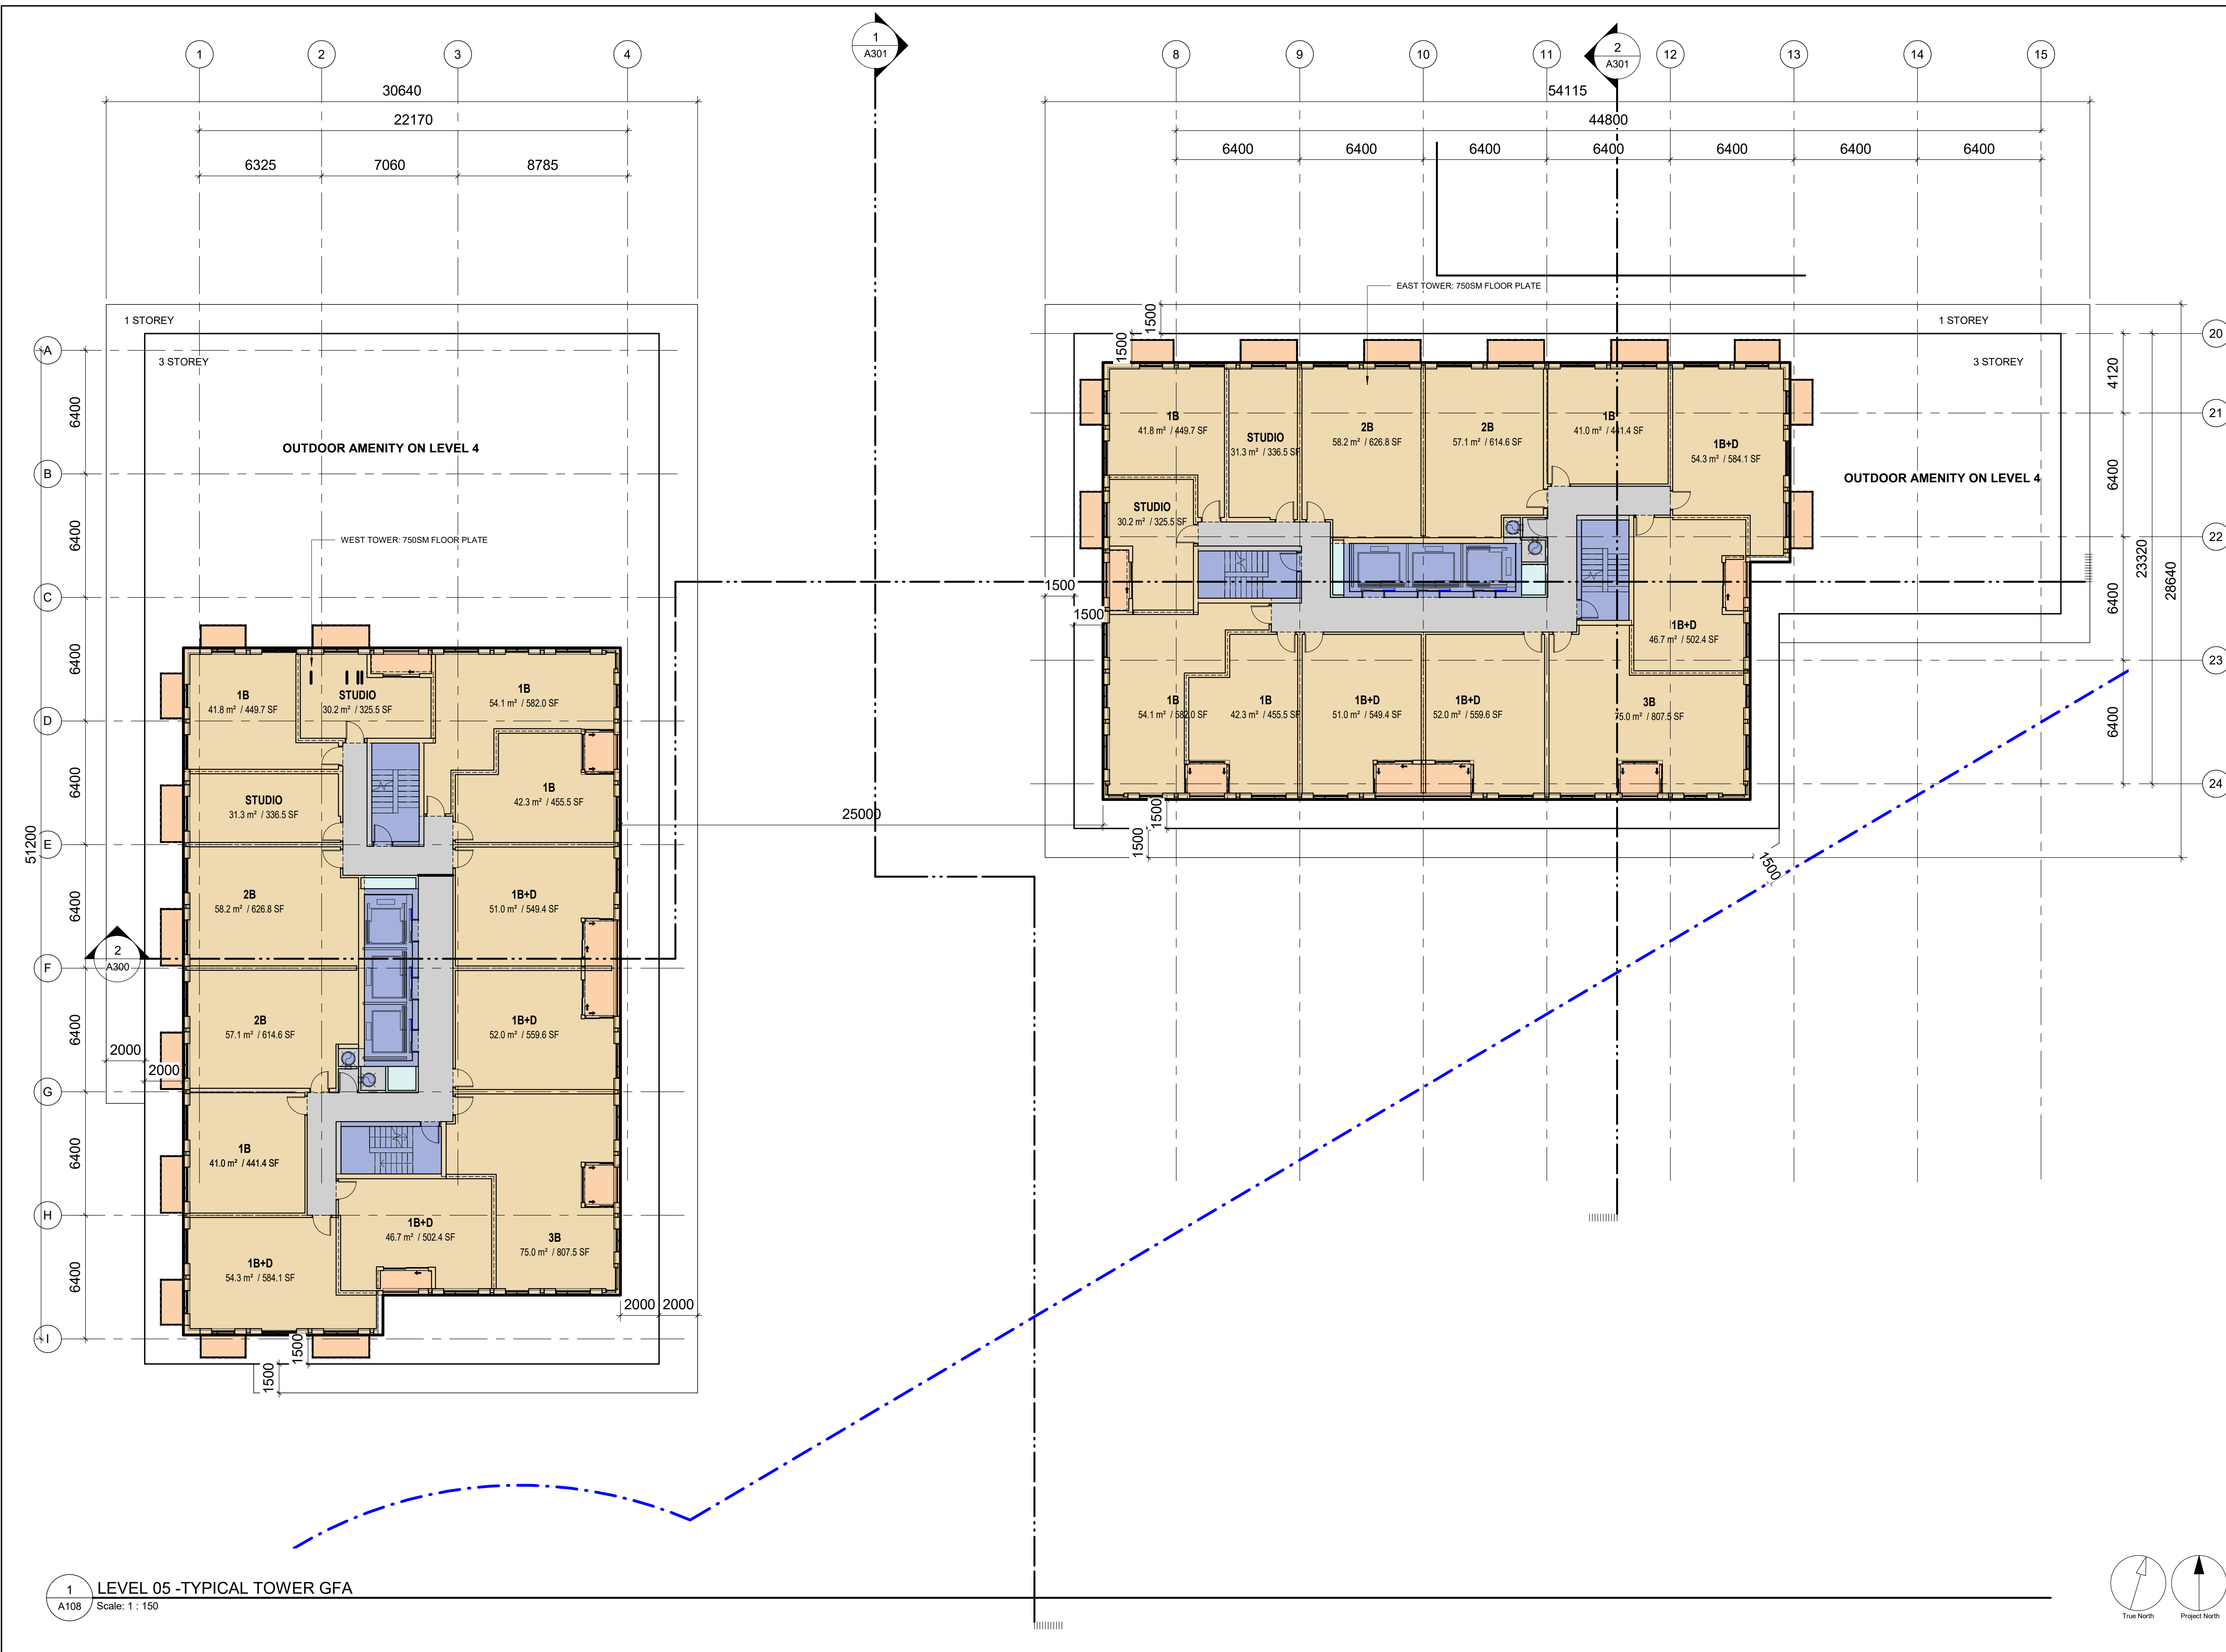 1
2
3
4
1
A301
8
9
10
11
2
A301
12
13
14
15
30640
54115
22170
44800
6325
7060
8785
6400
6400
6400
6400
6400
6400
6400
EAST TOWER: 750SM FLOOR PLATE
1 STOREY
3 STOREY
OUTDOOR AMENITY ON LEVEL 4
WEST TOWER: 750SM FLOOR PLATE
A
B
C
D
E
F
G
H
I
6400
6400
6400
6400
6400
6400
6400
6400
51200
1B
41.8 m² / 449.7 SF
STUDIO
30.2 m² / 325.5 SF
1B
54.1 m² / 582.0 SF
STUDIO
31.3 m² / 336.5 SF
1B
42.3 m² / 455.5 SF
2B
58.2 m² / 626.8 SF
1B+D
51.0 m² / 549.4 SF
2
A300
2B
57.1 m² / 614.6 SF
1B+D
52.0 m² / 559.6 SF
2000
2000
1B
41.0 m² / 441.4 SF
1B+D
46.7 m² / 502.4 SF
3B
75.0 m² / 807.5 SF
1B+D
54.3 m² / 584.1 SF
2000
2000
1500
1500
25000
1500
1500
1 STOREY
3 STOREY
1B
41.8 m² / 449.7 SF
STUDIO
31.3 m² / 336.5 SF
2B
58.2 m² / 626.8 SF
2B
57.1 m² / 614.6 SF
1B
41.0 m² / 441.4 SF
1B+D
54.3 m² / 584.1 SF
OUTDOOR AMENITY ON LEVEL 4
STUDIO
30.2 m² / 325.5 SF
1500
1500
1B+D
46.7 m² / 502.4 SF
1B
54.1 m² / 582.0 SF
1B
42.3 m² / 455.5 SF
1B+D
51.0 m² / 549.4 SF
1B+D
52.0 m² / 559.6 SF
3B
75.0 m² / 807.5 SF
1500
1500
1500
20
21
22
23
24
4120
6400
6400
6400
23320
28640
1
A108
LEVEL 05 -TYPICAL TOWER GFA
Scale: 1 : 150
True North
Project North